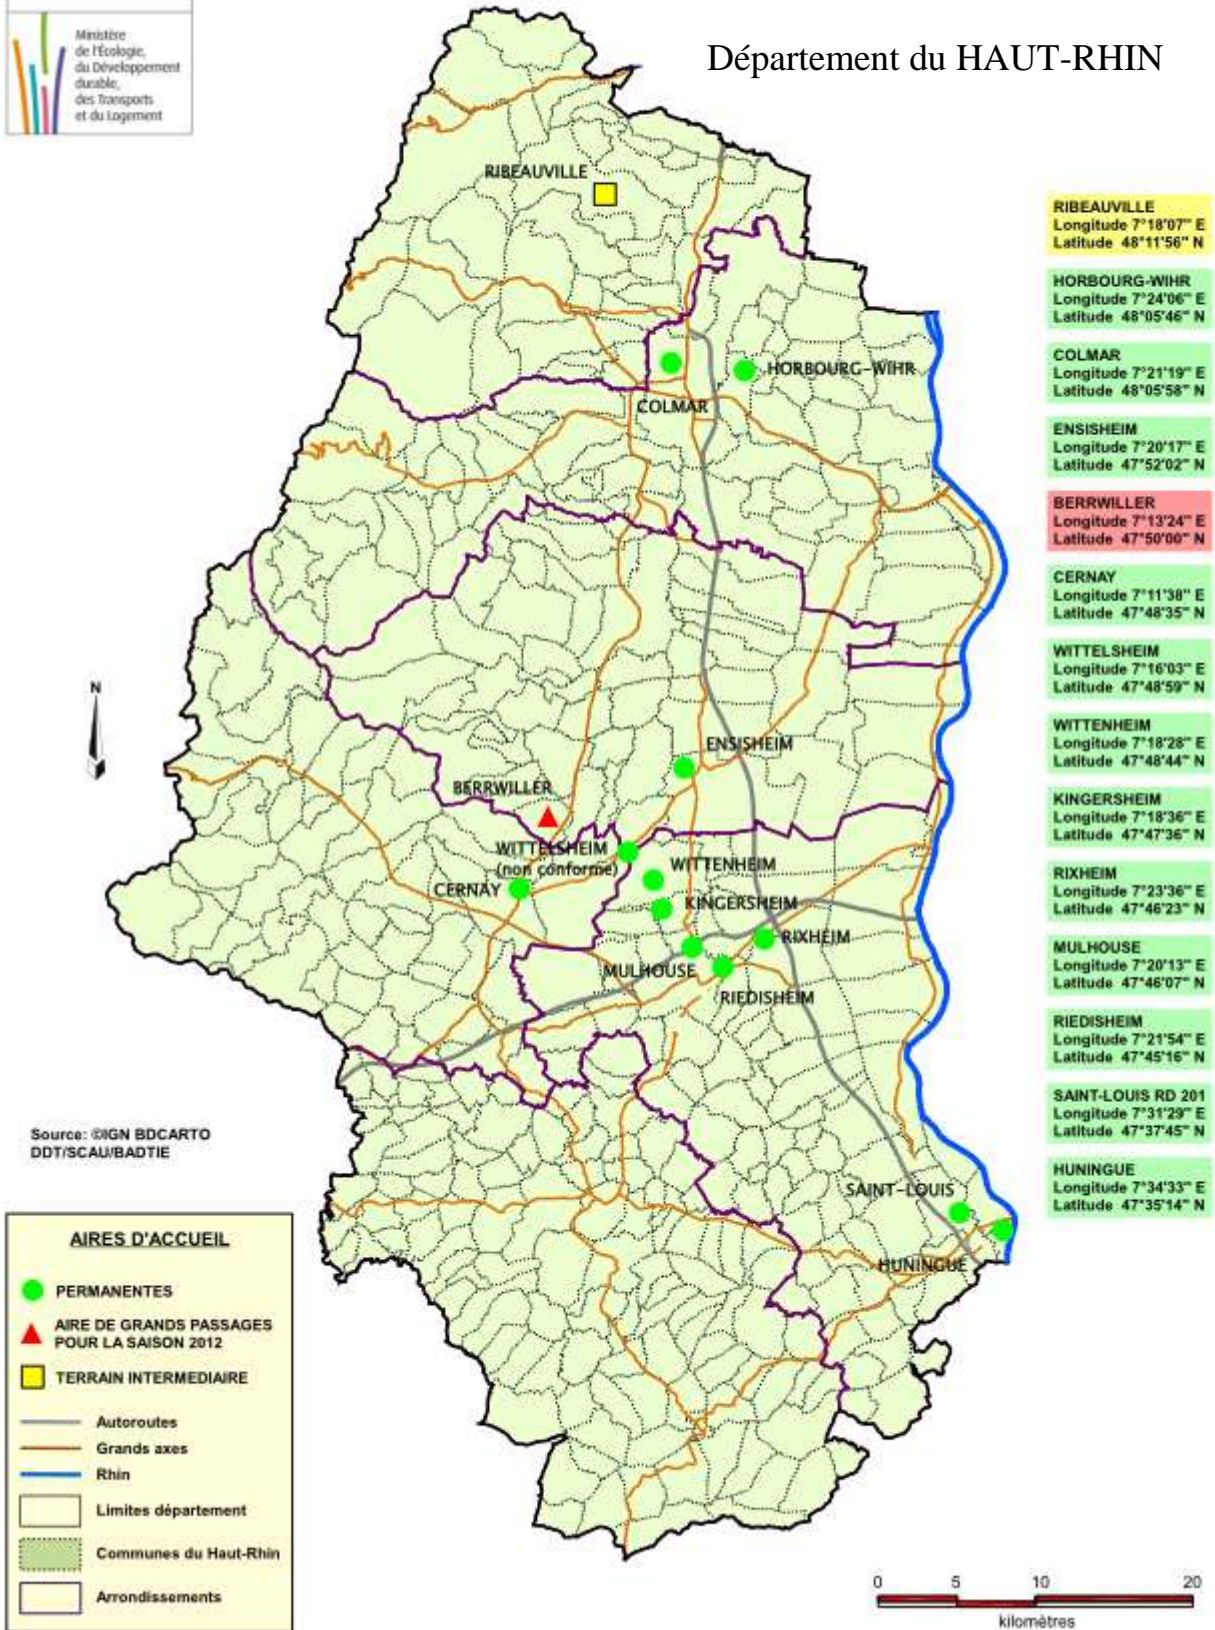 Ministère
de l'Écologie,
du Développement
durable,
des Transports
et du Logement
Département du HAUT-RHIN
RIBEAUVILLE
HORBOURG-WIHR
COLMAR
ENSISHEIM
BERRWILLER
WITTELSHEIM
(non conforme)
WITTENHEIM
CERNAY
KINGERSHEIM
RIXHEIM
MULHOUSE
RIEDISHEIM
SAINT-LOUIS
HUNINGUE
N
RIBEAUVILLE
Longitude 7°18'07" E
Latitude 48°11'56" N
HORBOURG-WIHR
Longitude 7°24'06" E
Latitude 48°05'46" N
COLMAR
Longitude 7°21'19" E
Latitude 48°05'58" N
ENSISHEIM
Longitude 7°20'17" E
Latitude 47°52'02" N
BERRWILLER
Longitude 7°13'24" E
Latitude 47°50'00" N
CERNAY
Longitude 7°11'38" E
Latitude 47°48'35" N
WITTELSHEIM
Longitude 7°16'03" E
Latitude 47°48'59" N
WITTENHEIM
Longitude 7°18'28" E
Latitude 47°48'44" N
KINGERSHEIM
Longitude 7°18'36" E
Latitude 47°47'36" N
RIXHEIM
Longitude 7°23'36" E
Latitude 47°46'23" N
MULHOUSE
Longitude 7°20'13" E
Latitude 47°46'07" N
RIEDISHEIM
Longitude 7°21'54" E
Latitude 47°45'16" N
SAINT-LOUIS RD 201
Longitude 7°31'29" E
Latitude 47°37'45" N
HUNINGUE
Longitude 7°34'33" E
Latitude 47°35'14" N
Source: ©IGN BDCARTO
DDT/SCAU/BADTIE
AIRES D'ACCUEIL
PERMANENTES
AIRE DE GRANDS PASSAGES
POUR LA SAISON 2012
TERRAIN INTERMEDIAIRE
Autoroutes
Grands axes
Rhin
Limites département
Communes du Haut-Rhin
Arrondissements
0 5 10 20
kilomètres